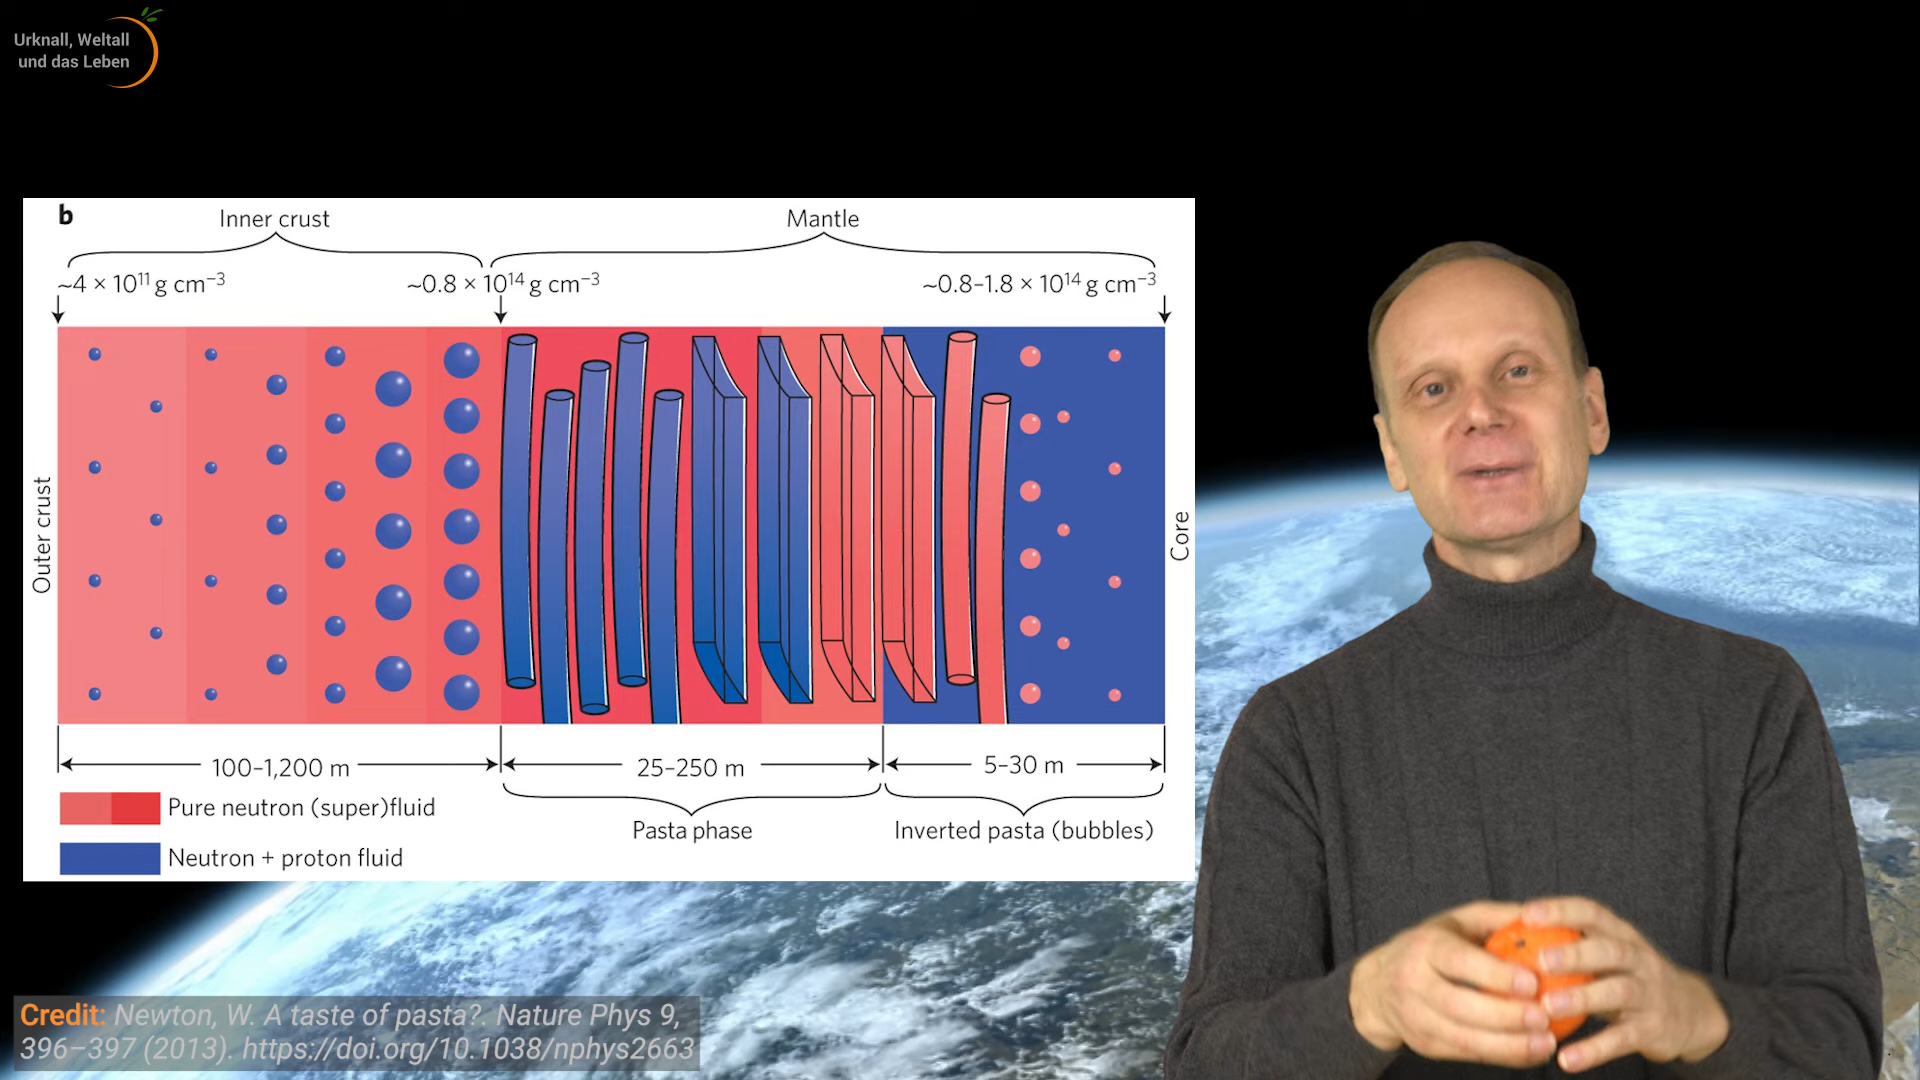 Urknall, Weltall
und das Leben
b
Inner crust
Mantle
~4 × 10¹¹ g cm⁻³
~0.8 × 10¹⁴ g cm⁻³
~0.8–1.8 × 10¹⁴ g cm⁻³
Outer crust
Core
100–1,200 m
25–250 m
5–30 m
Pure neutron (super)fluid
Pasta phase
Inverted pasta (bubbles)
Neutron + proton fluid
Credit: Newton, W. A taste of pasta?. Nature Phys 9,
396–397 (2013). https://doi.org/10.1038/nphys2663